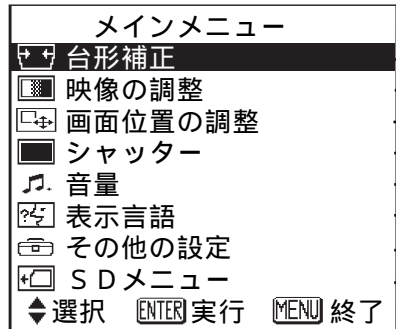 メインメニュー
台形補正
映像の調整
画面位置の調整
シャッター
音量
表示言語
その他の設定
ＳＤメニュー
選択 ENTER 実行 MENU 終了